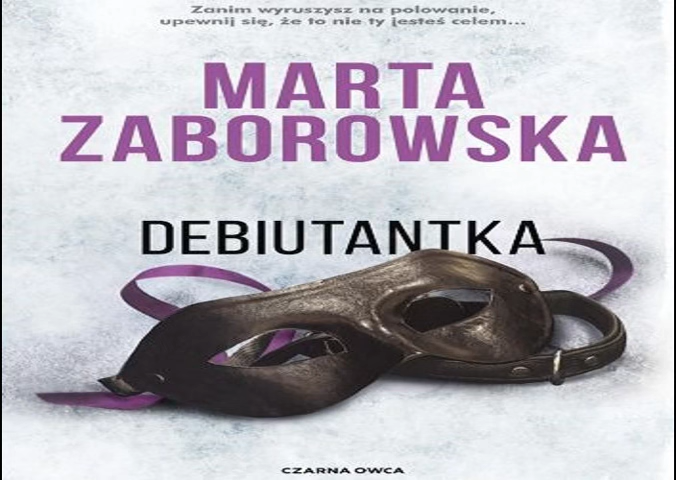 Zanim wyruszysz na polowanie,
upewnij się, że to nie ty jesteś celem...
MARTA
ZABOROWSKA
DEBIUTANTKA
CZARNA OWCA